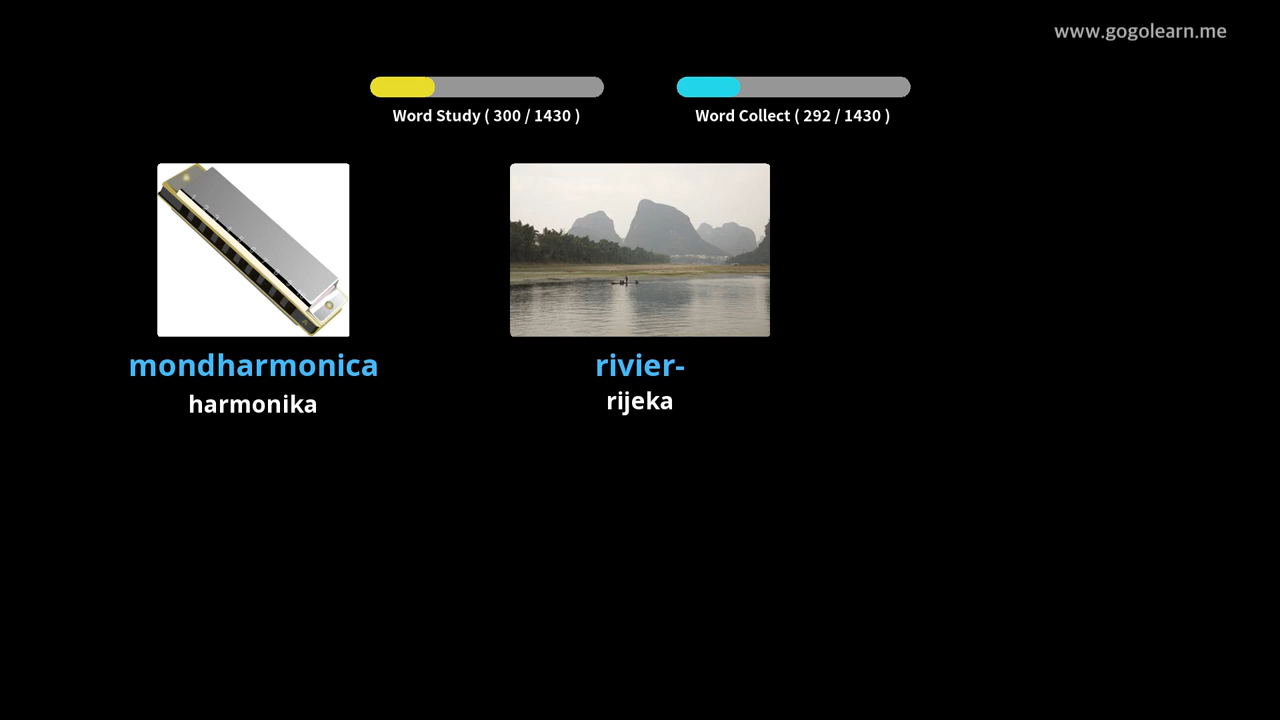 www.gogolearn.me
Word Study ( 300 / 1430 )
Word Collect ( 292 / 1430 )
mondharmonica
harmonika
rivier-
rijeka